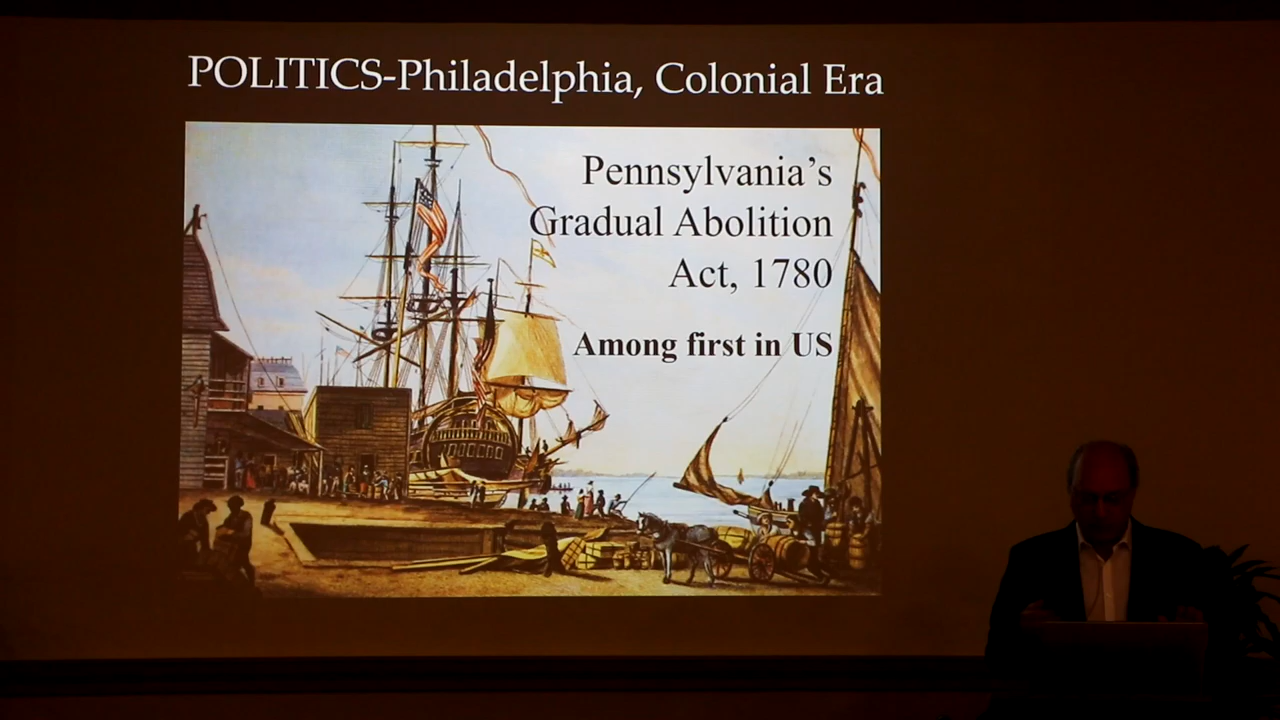 POLITICS-Philadelphia, Colonial Era
Pennsylvania’s
Gradual Abolition
Act, 1780
Among first in US